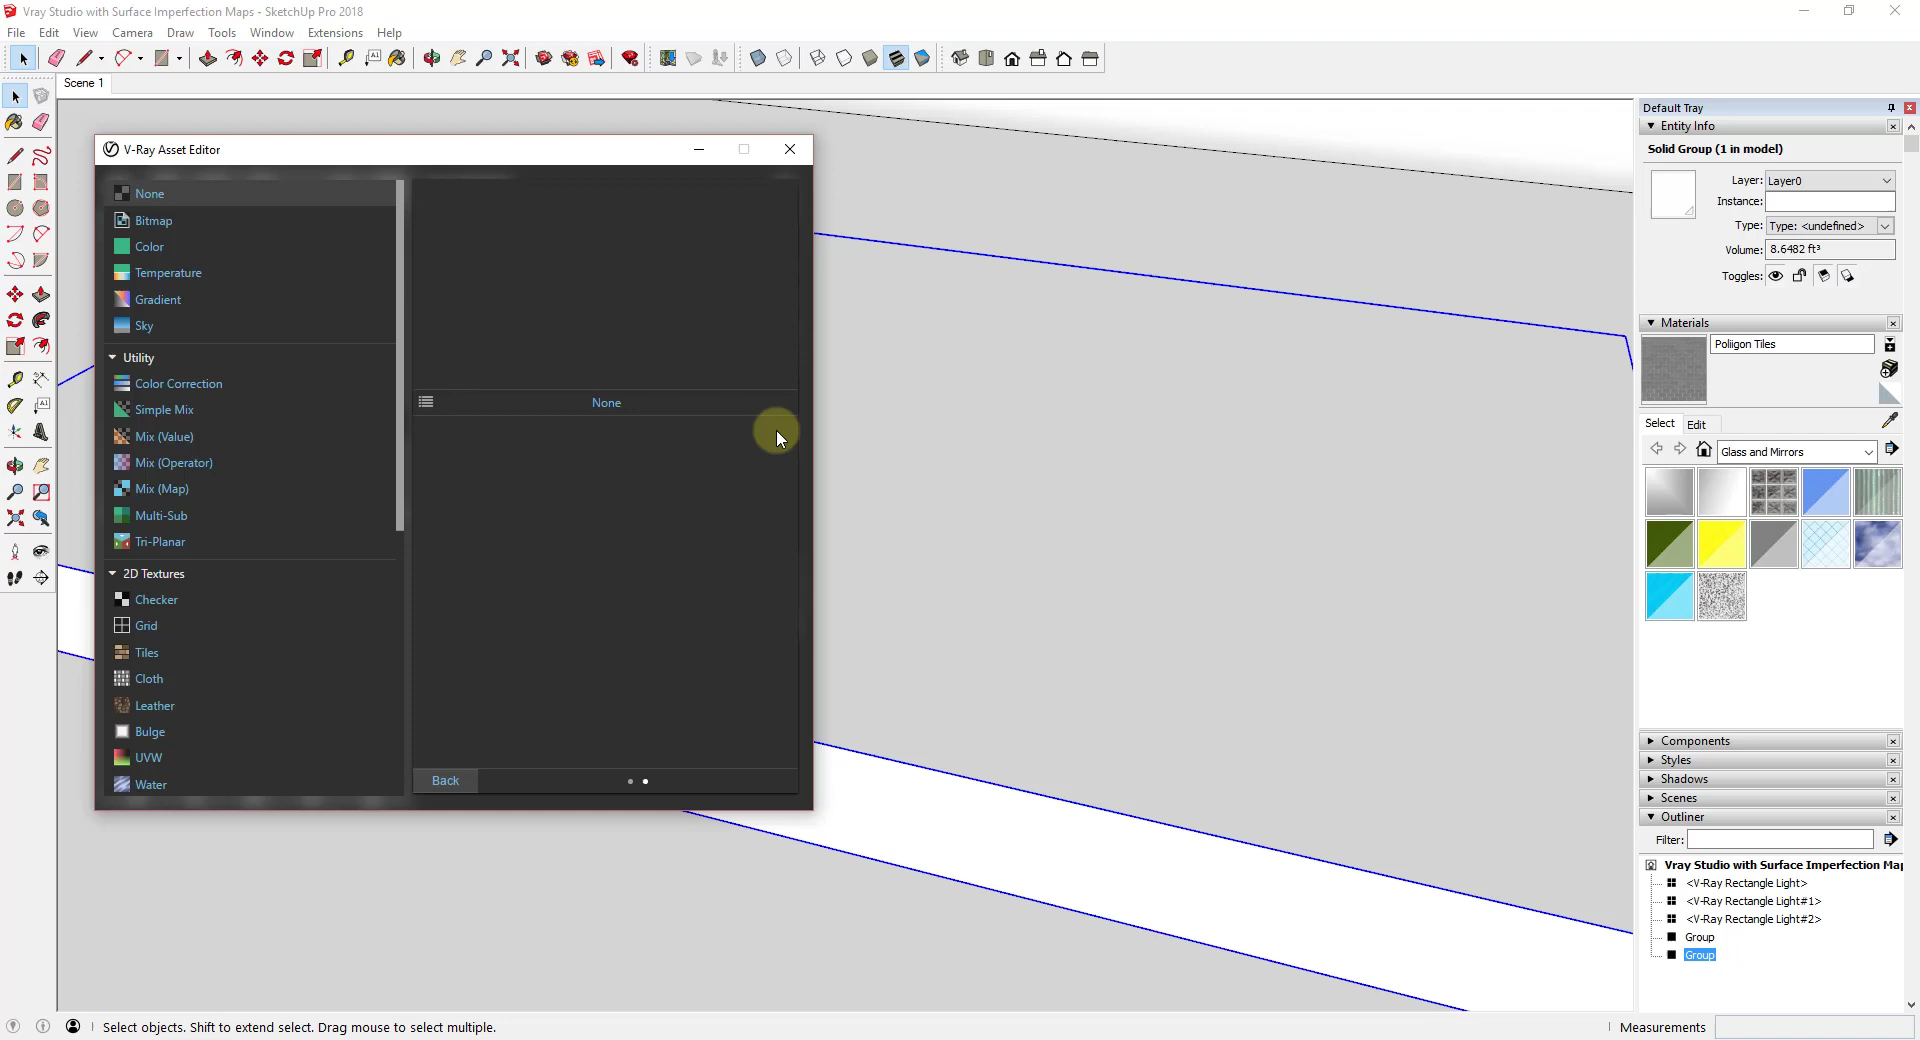 Vray Studio with Surface Imperfection Maps - SketchUp Pro 2018
File Edit View Camera Draw Tools Window Extensions Help
Scene 1
V-Ray Asset Editor
None
Bitmap
Color
Temperature
Gradient
Sky
Utility
Color Correction
Simple Mix
Mix (Value)
Mix (Operator)
Mix (Map)
Multi-Sub
Tri-Planar
2D Textures
Checker
Grid
Tiles
Cloth
Leather
Bulge
UVW
Water
None
Back
Default Tray
Entity Info
Solid Group (1 in model)
Layer: Layer0
Instance:
Type: Type: <undefined>
Volume: 8.6482 ft³
Toggles:
Materials
Poliigon Tiles
Select Edit
Glass and Mirrors
Components
Styles
Shadows
Scenes
Outliner
Filter:
Vray Studio with Surface Imperfection Map
<V-Ray Rectangle Light>
<V-Ray Rectangle Light#1>
<V-Ray Rectangle Light#2>
Group
Group
Select objects. Shift to extend select. Drag mouse to select multiple.
Measurements